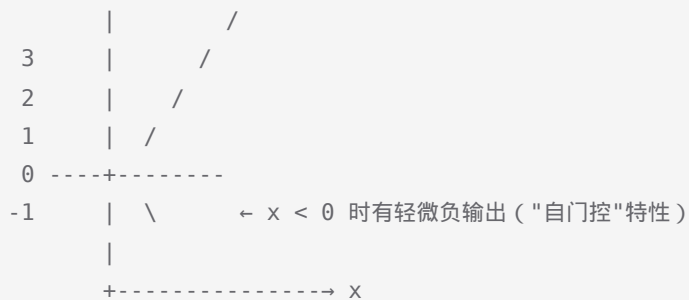 |        /
3     |      /
2     |    /
1     |  /
0 ----+--------
-1     |  \      ← x < 0 时有轻微负输出（"自门控"特性）
      |
      +---------------→ x